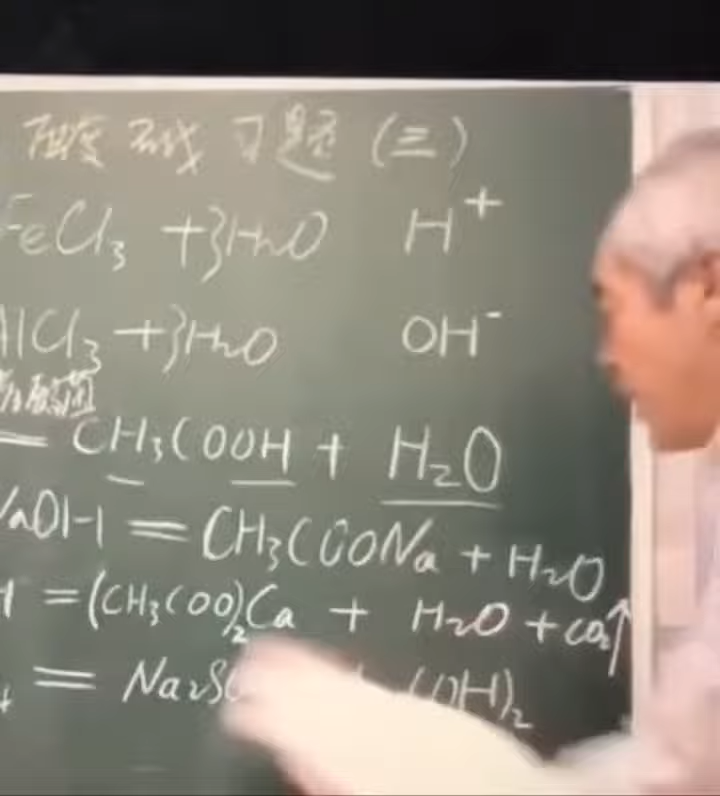 酸碱习题(三)
FeCl₃ + 3H₂O H⁺
AlCl₃ + 3H₂O OH⁻
= CH₃COOH + H₂O
NaOH = CH₃COONa + H₂O
= (CH₃COO)₂Ca + H₂O + CO₂↑
= Na₂S (OH)₂